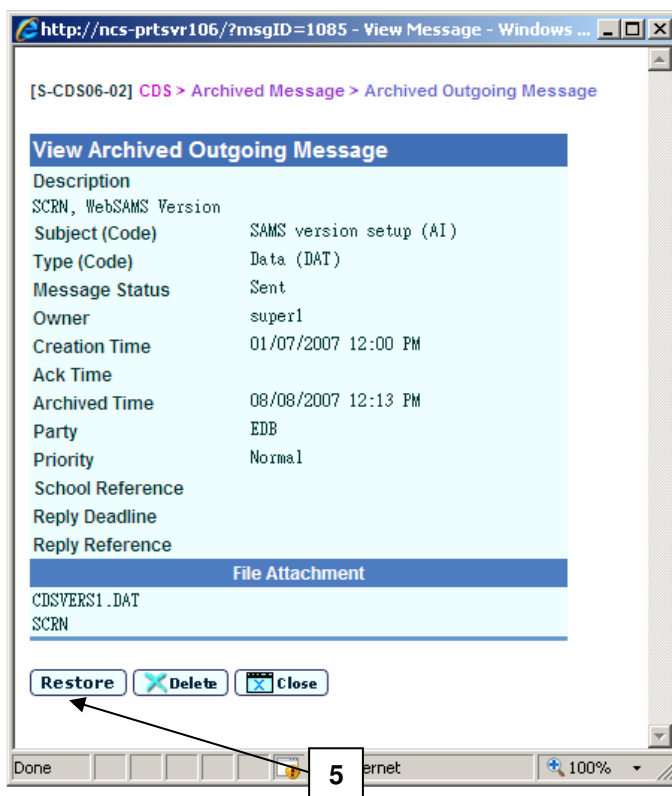 http://ncs-prtsvr106/?msgID=1085 - View Message - Windows ...
[S-CDS06-02] CDS > Archived Message > Archived Outgoing Message
View Archived Outgoing Message
Description
SCRN, WebSAMS Version
Subject (Code) SAMS version setup (AI)
Type (Code) Data (DAT)
Message Status Sent
Owner super1
Creation Time 01/07/2007 12:00 PM
Ack Time
Archived Time 08/08/2007 12:13 PM
Party EDB
Priority Normal
School Reference
Reply Deadline
Reply Reference
File Attachment
CDSVERS1.DAT
SCRN
Restore Delete Close
Done ernet 100%
5